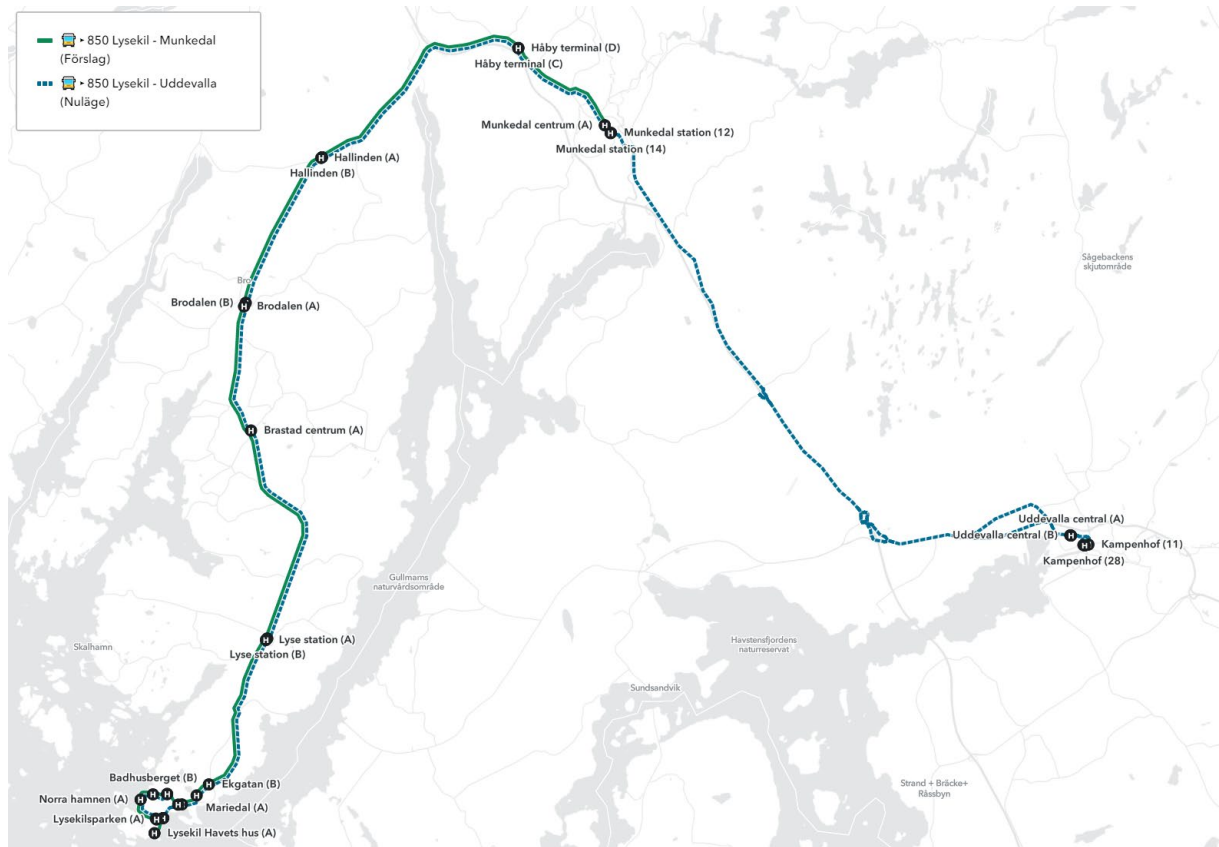 850 Lysekil - Munkedal
(Förslag)
850 Lysekil - Uddevalla
(Nuläge)
Håby terminal (D)
Håby terminal (C)
Munkedal centrum (A)
Munkedal station (12)
Munkedal station (14)
Hallinden (A)
Hallinden (B)
Sågebackens
skjutområde
Bro
Brodalen (B)
Brodalen (A)
Brastad centrum (A)
Uddevalla central (A)
Uddevalla central (B)
Kampenhof (11)
Kampenhof (28)
Gullmarns
naturvårdsområde
Lyse station (A)
Lyse station (B)
Skalhamn
Havstensfjordens
naturreservat
Sundsandvik
Badhusberget (B)
Ekgatan (B)
Strand + Bräcke+
Råssbyn
Norra hamnen (A)
Mariedal (A)
Lysekilsparken (A)
Lysekil Havets hus (A)